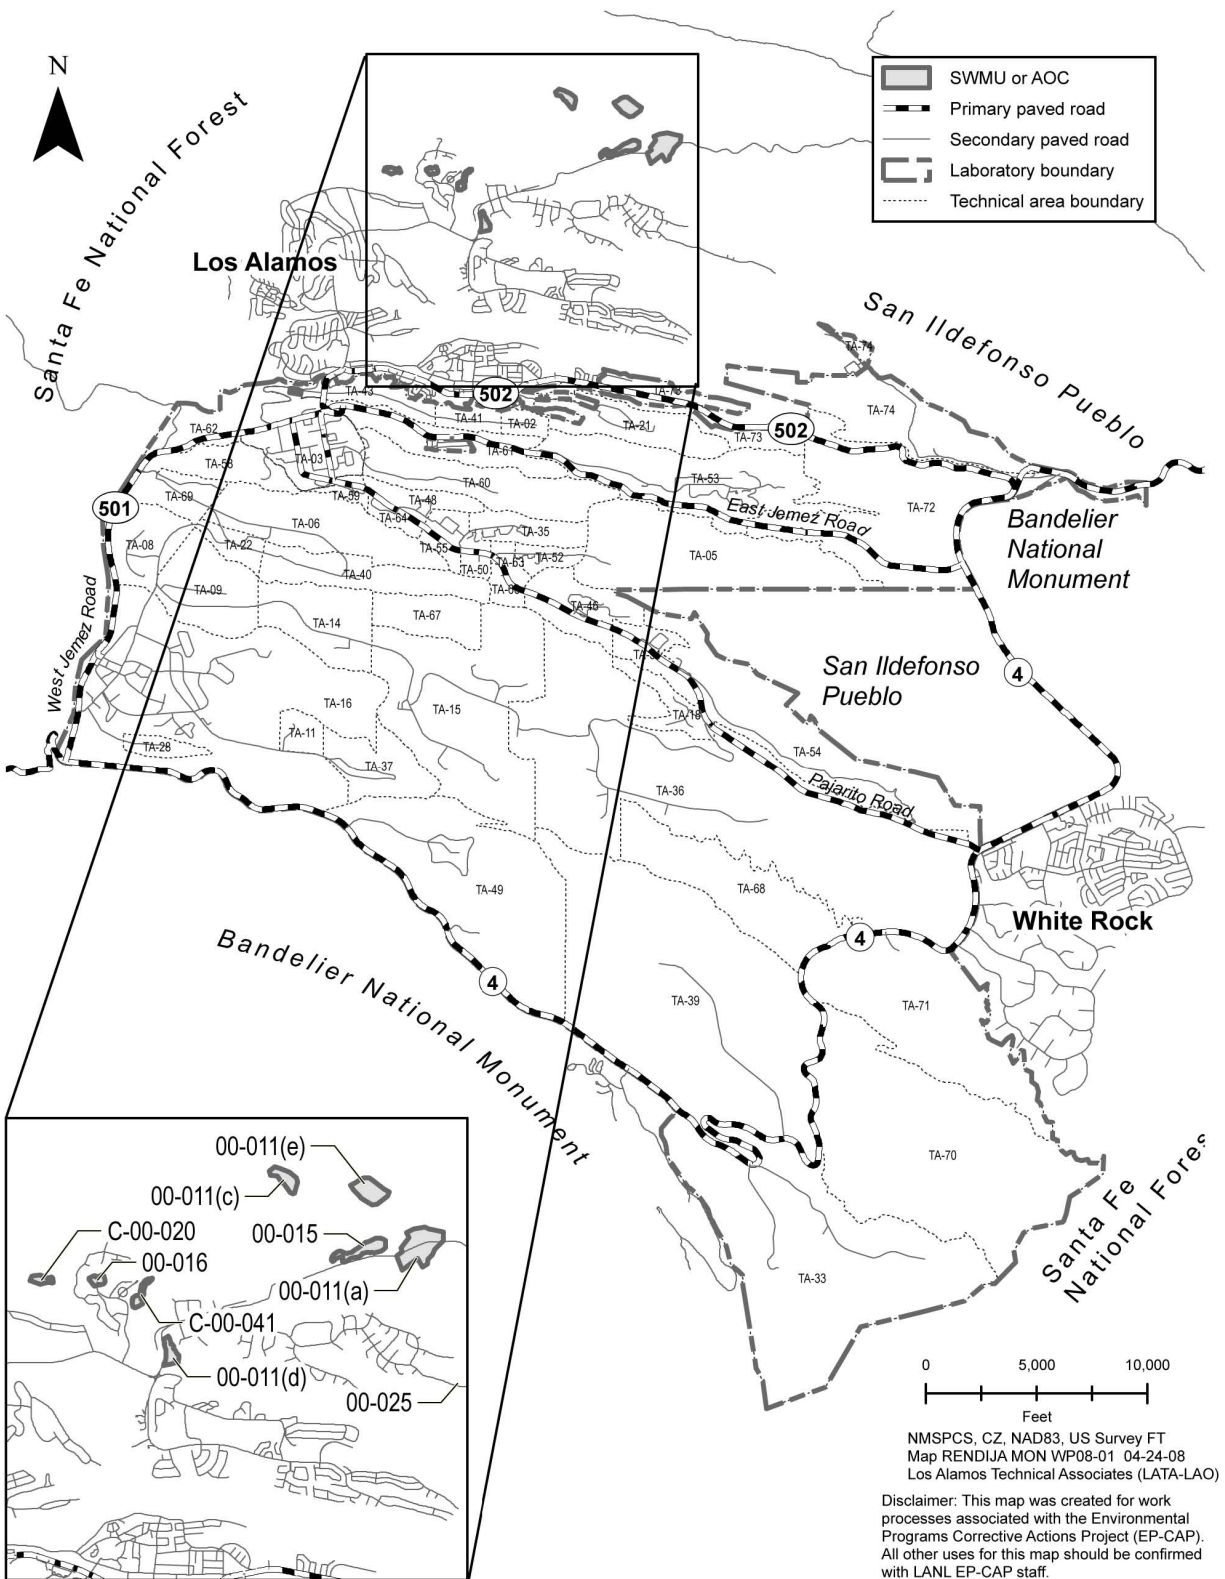 N
Santa Fe National Forest
SWMU or AOC
Primary paved road
Secondary paved road
Laboratory boundary
Technical area boundary
Los Alamos
San Ildefonso Pueblo
TA-74
TA-43
502
TA-73
TA-74
TA-62
TA-41
TA-02
TA-21
TA-73
502
TA-58
TA-03
TA-61
TA-53
501
TA-69
TA-59
TA-60
TA-48
TA-64
East Jemez Road
TA-72
Bandelier
National
Monument
TA-06
TA-35
TA-08
TA-22
TA-55
TA-63
TA-52
TA-05
TA-50
TA-40
TA-09
TA-46
West Jemez Road
TA-14
TA-67
San Ildefonso
Pueblo
4
TA-16
TA-15
TA-18
TA-11
TA-28
TA-54
TA-37
TA-36
Pajarito Road
TA-49
TA-68
White Rock
4
Bandelier National Monument
4
TA-39
TA-71
TA-70
TA-33
Santa Fe
National Fores
00-011(e)
00-011(c)
C-00-020
00-015
00-016
00-011(a)
C-00-041
00-011(d)
00-025
0 5,000 10,000
Feet
NMSPCS, CZ, NAD83, US Survey FT
Map RENDIJA MON WP08-01 04-24-08
Los Alamos Technical Associates (LATA-LAO)
Disclaimer: This map was created for work
processes associated with the Environmental
Programs Corrective Actions Project (EP-CAP).
All other uses for this map should be confirmed
with LANL EP-CAP staff.